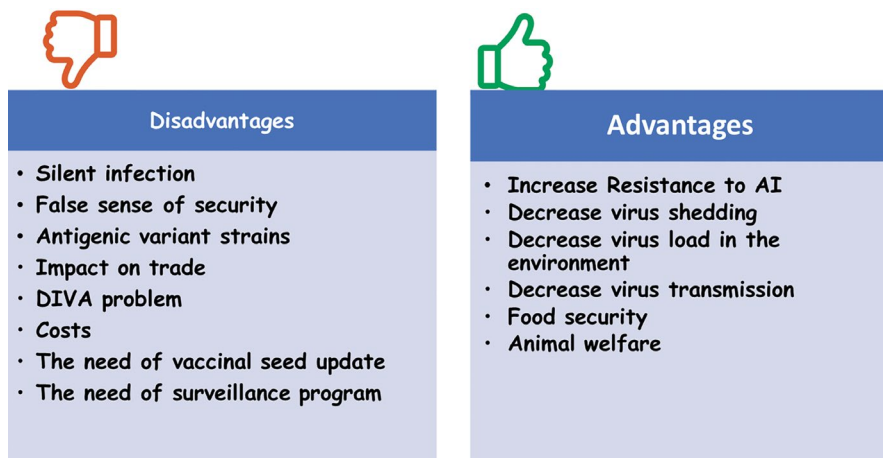 Disadvantages
• Silent infection
• False sense of security
• Antigenic variant strains
• Impact on trade
• DIVA problem
• Costs
• The need of vaccinal seed update
• The need of surveillance program
Advantages
• Increase Resistance to AI
• Decrease virus shedding
• Decrease virus load in the
environment
• Decrease virus transmission
• Food security
• Animal welfare